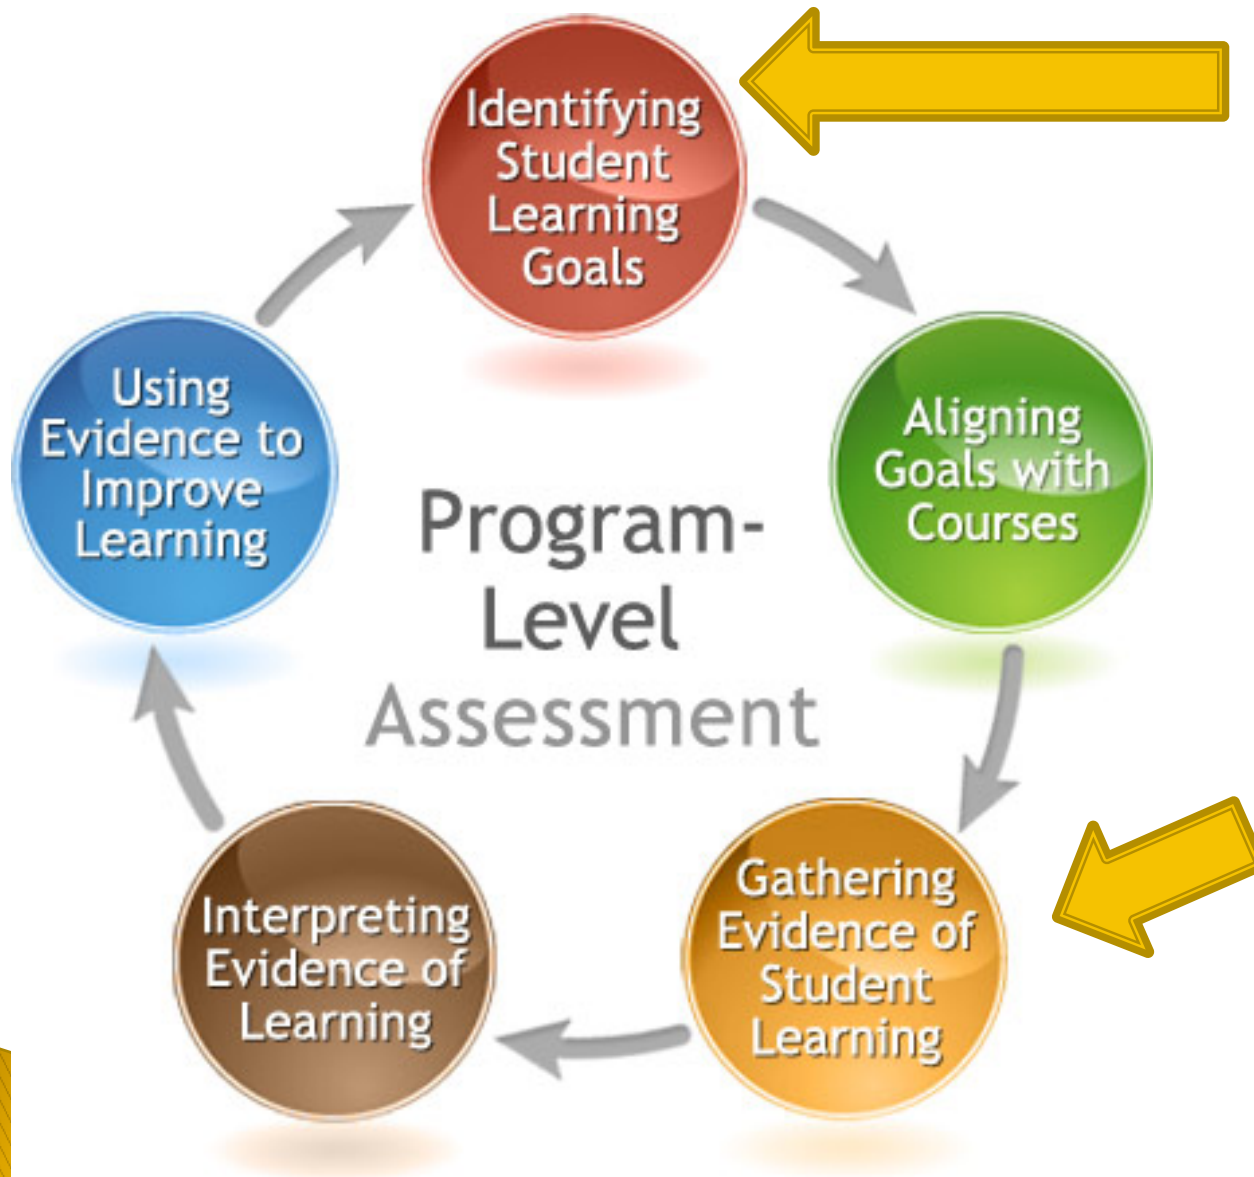 Identifying
Student
Learning
Goals
Aligning
Goals with
Courses
Gathering
Evidence of
Student
Learning
Interpreting
Evidence of
Learning
Using
Evidence to
Improve
Learning
Program-
Level
Assessment